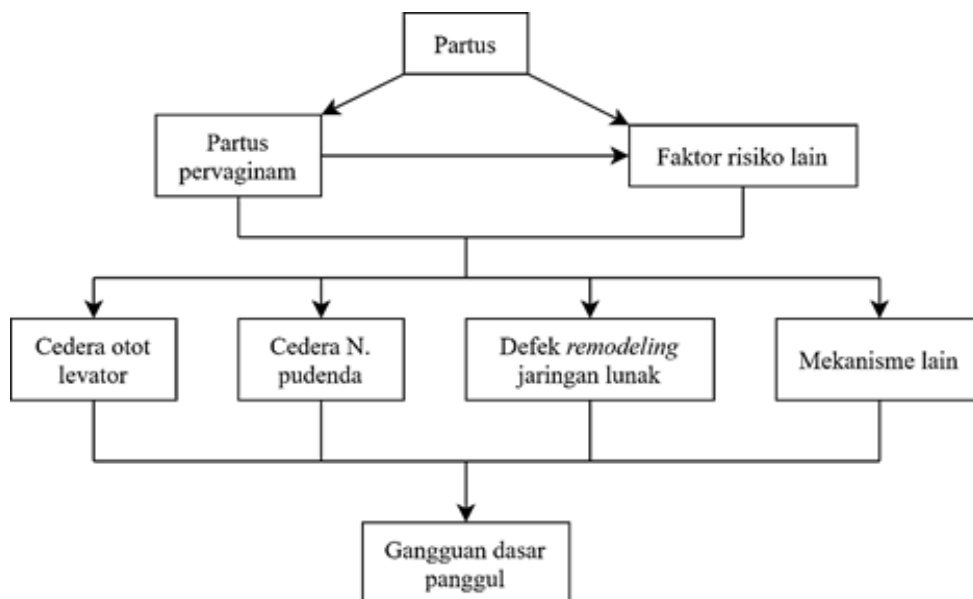 Partus
Partus
pervaginam
Faktor risiko lain
Cedera otot
levator
Cedera N.
pudenda
Defek remodeling
jaringan lunak
Mekanisme lain
Gangguan dasar
panggul